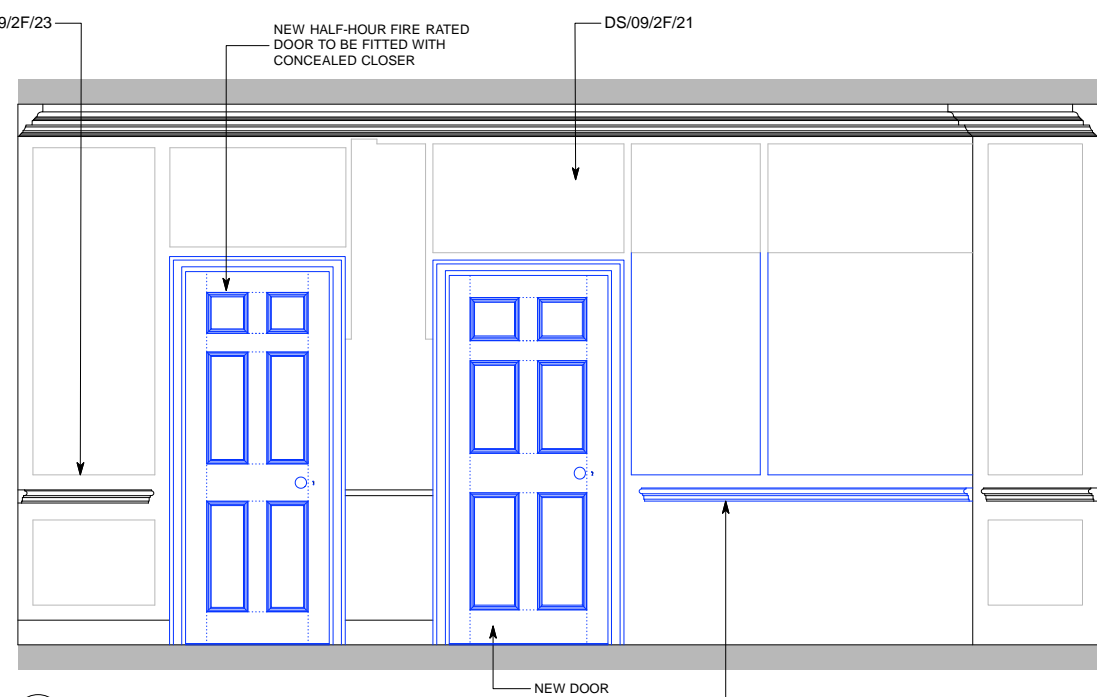 9/2F/23
NEW HALF-HOUR FIRE RATED
DOOR TO BE FITTED WITH
CONCEALED CLOSER
DS/09/2F/21
NEW DOOR